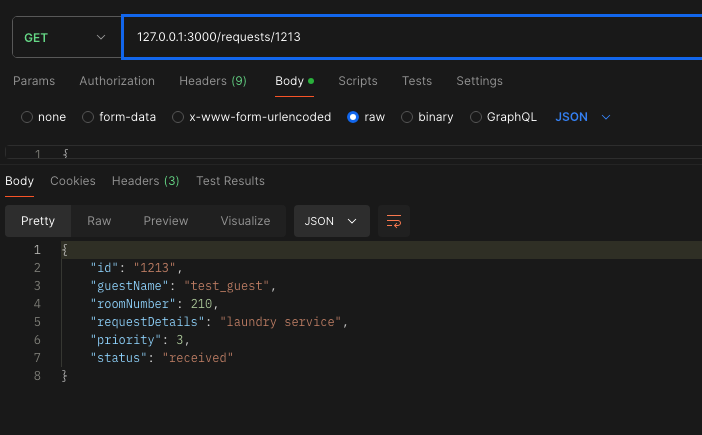 GET 127.0.0.1:3000/requests/1213
Params Authorization Headers (9) Body Scripts Tests Settings
none form-data x-www-form-urlencoded raw binary GraphQL JSON
1 {
Body Cookies Headers (3) Test Results
Pretty Raw Preview Visualize JSON
1 {
2 "id": "1213",
3 "guestName": "test_guest",
4 "roomNumber": 210,
5 "requestDetails": "laundry service",
6 "priority": 3,
7 "status": "received"
8 }